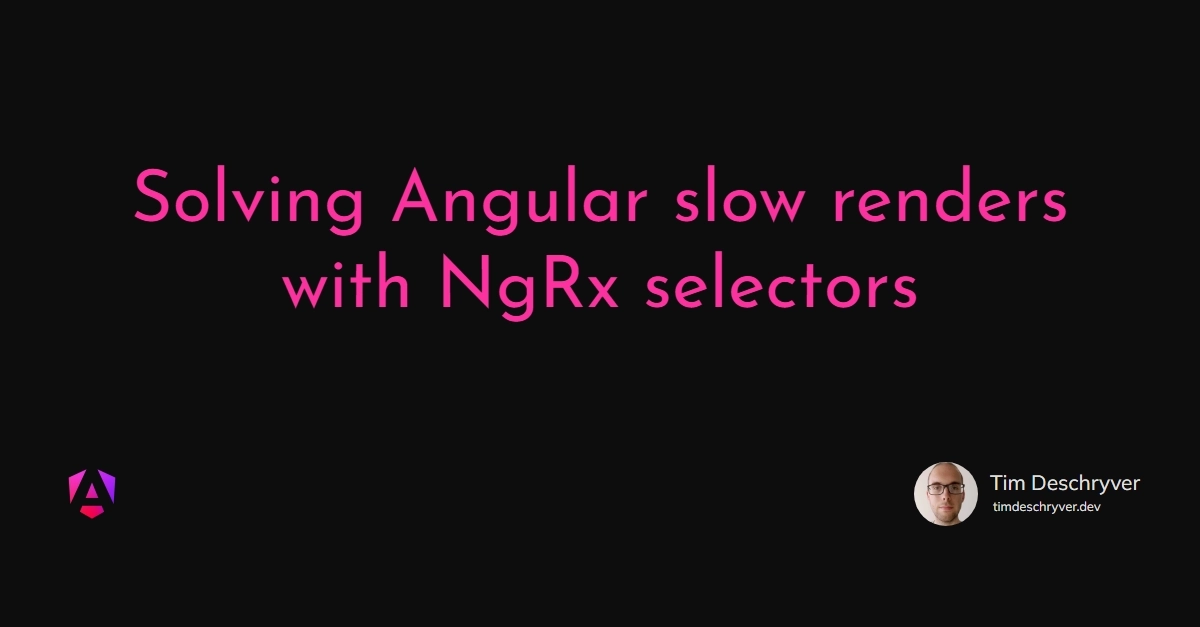 Solving Angular slow renders
with NgRx selectors
Tim Deschryver
timdeschryver.dev